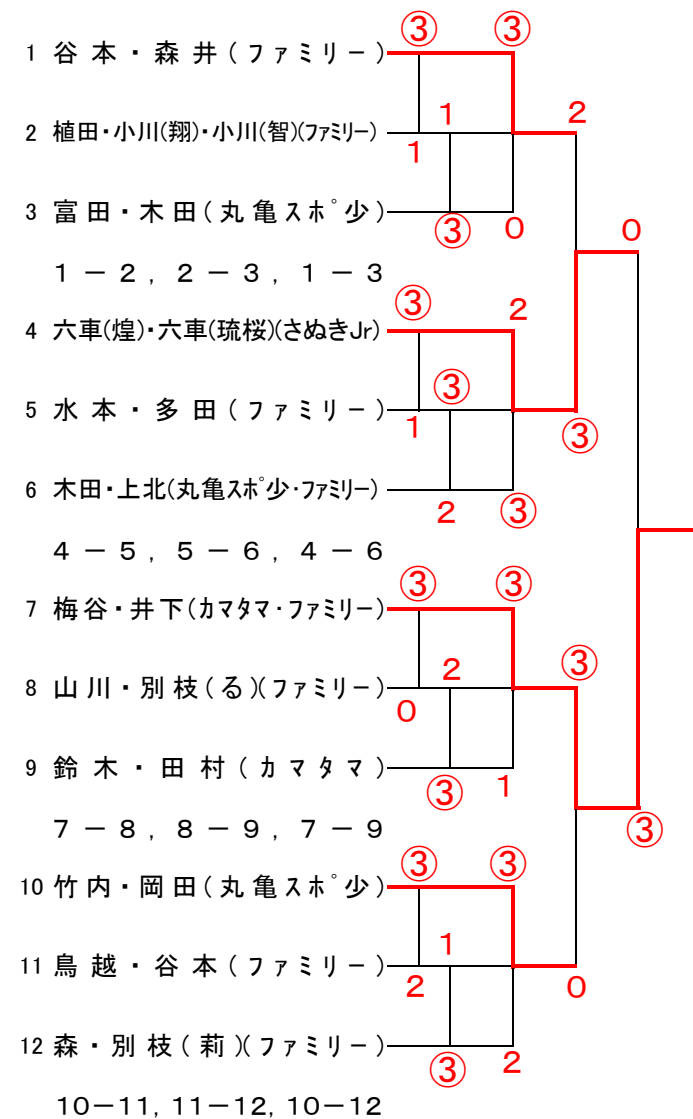 ③ ③
1 谷本・森井(ファミリー)
1 2
2 植田・小川(翔)・小川(智)(ファミリー)
1
0
3 富田・木田(丸亀スポ少)
③ 0
1－2，2－3，1－3
③ 2
4 六車(煌)・六車(琉桜)(さぬきJr)
③
5 水本・多田(ファミリー)
1 ③
6 木田・上北(丸亀スポ少・ファミリー)
2 ③
4－5，5－6，4－6
③ ③
7 梅谷・井下(カマタマ・ファミリー)
2 ③
8 山川・別枝(る)(ファミリー)
0
9 鈴木・田村(カマタマ)
③ 1
7－8，8－9，7－9
③
③ ③
10 竹内・岡田(丸亀スポ少)
1
11 鳥越・谷本(ファミリー)
2 0
12 森・別枝(莉)(ファミリー)
③ 2
10－11，11－12，10－12